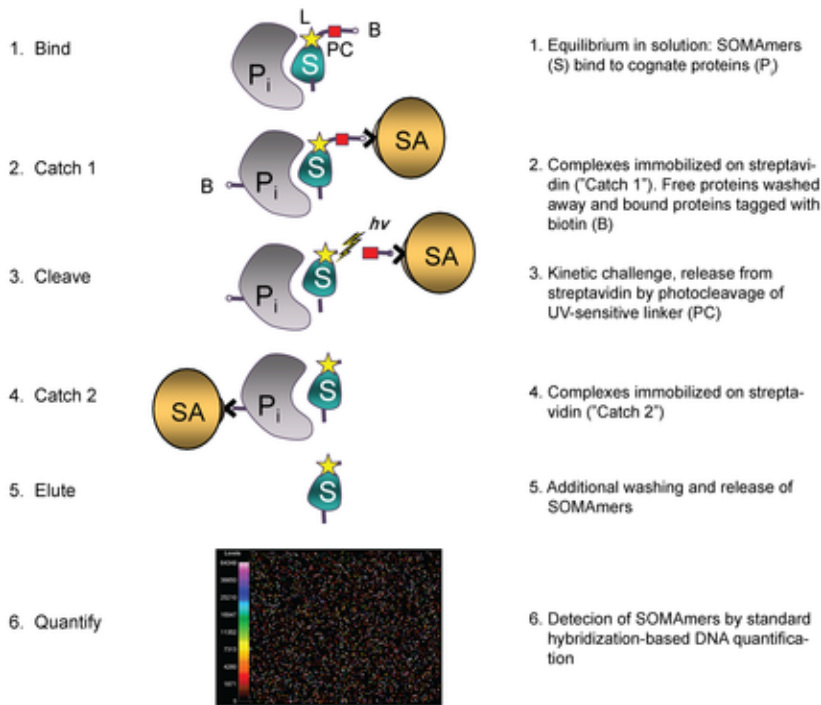 L
B
PC
1. Bind
S
P i
1. Equilibrium in solution: SOMAmers
(S) bind to cognate proteins (P i)
SA
2. Catch 1
B
P i
S
2. Complexes immobilized on streptavi-
din ("Catch 1"). Free proteins washed
away and bound proteins tagged with
biotin (B)
hv
SA
3. Cleave
P i
S
3. Kinetic challenge, release from
streptavidin by photocleavage of
UV-sensitive linker (PC)
4. Catch 2
SA
P i
S
4. Complexes immobilized on strepta-
vidin ("Catch 2")
5. Elute
S
5. Additional washing and release of
SOMAmers
Levels
6. Quantify
6. Detecion of SOMAmers by standard
hybridization-based DNA quantifica-
tion